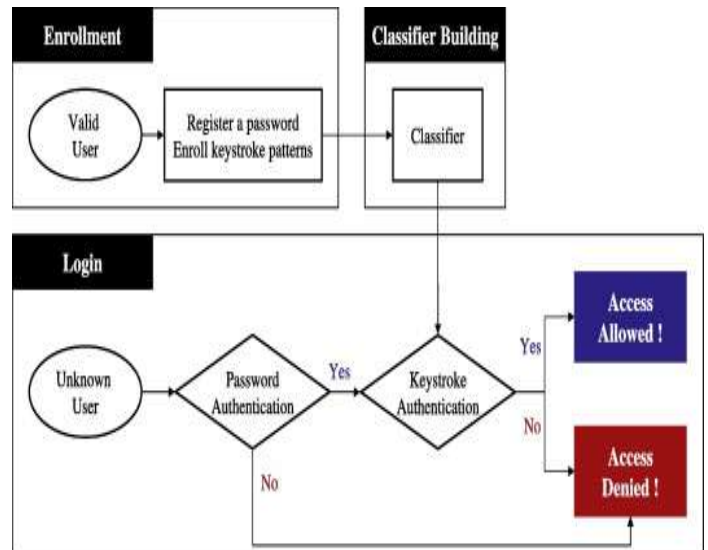 Enrollment
Valid
User
Register a password
Enroll keystroke patterns
Classifier Building
Classifier
Login
Unknown
User
Password
Authentication
Yes
No
Keystroke
Authentication
Yes
No
Access
Allowed !
Access
Denied !